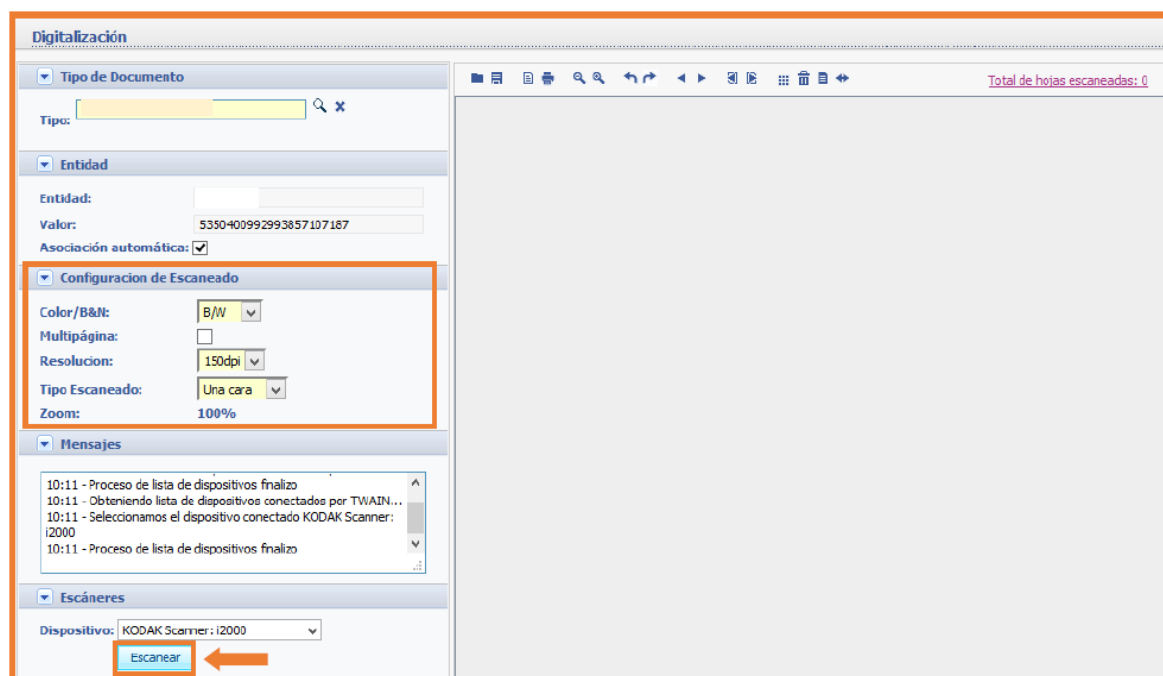 Digitalización
Tipo de Documento
Total de hojas escaneadas: 0
Tipo:
Entidad
Entidad:
Valor: 5350400992993857107187
Asociación automática:
Configuracion de Escaneado
Color/B&N: B/W
Multipágina:
Resolucion: 150dpi
Tipo Escaneado: Una cara
Zoom: 100%
Mensajes
10:11 - Proceso de lista de dispositivos finalizo
10:11 - Obteniendo lista de dispositivos conectados por TWAIN...
10:11 - Seleccionamos el dispositivo conectado KODAK Scanner:
i2000
10:11 - Proceso de lista de dispositivos finalizo
Escáneres
Dispositivo: KODAK Scanner: i2000
Escanear